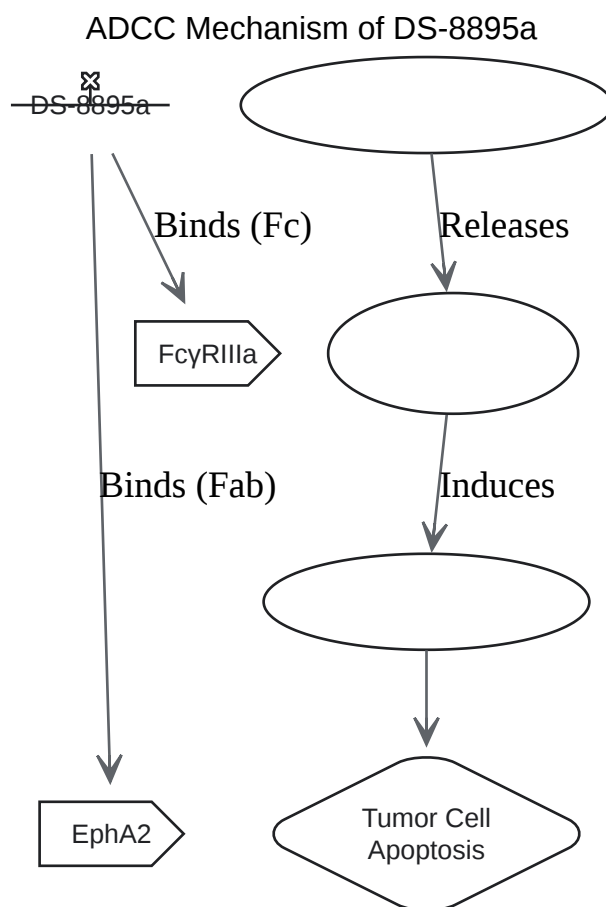 ADCC Mechanism of DS-8895a
DS-8895a
Binds (Fc)
Releases
FcγRIIIa
Binds (Fab)
Induces
EphA2
Tumor Cell
Apoptosis